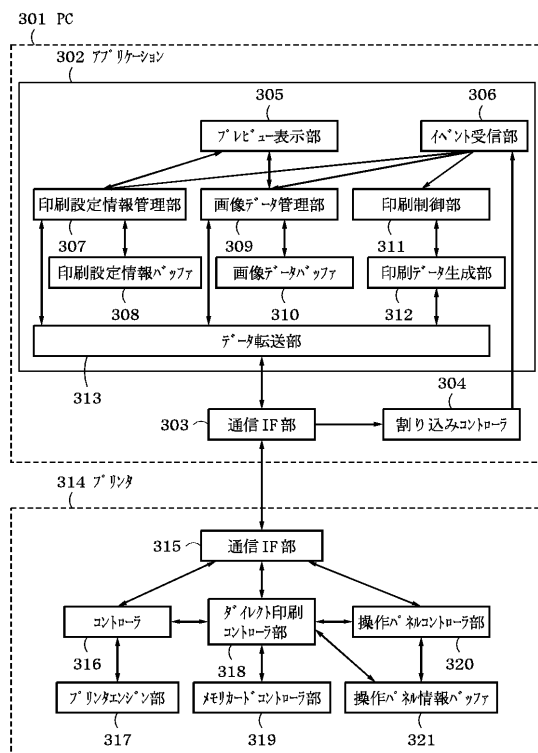 301 PC
302 アプリケーション
305
306
プレビュー表示部
イベント受信部
印刷設定情報管理部
画像データ管理部
印刷制御部
307
309
311
印刷設定情報バッファ
画像データバッファ
印刷データ生成部
308
310
312
データ転送部
313
304
303
通信IF部
割り込みコントローラ
314 プリンタ
315
通信IF部
コントローラ
ダイレクト印刷
コントローラ部
操作パネルコントローラ部
316
318
320
プリンタエンジン部
メモリカードコントローラ部
操作パネル情報バッファ
317
319
321